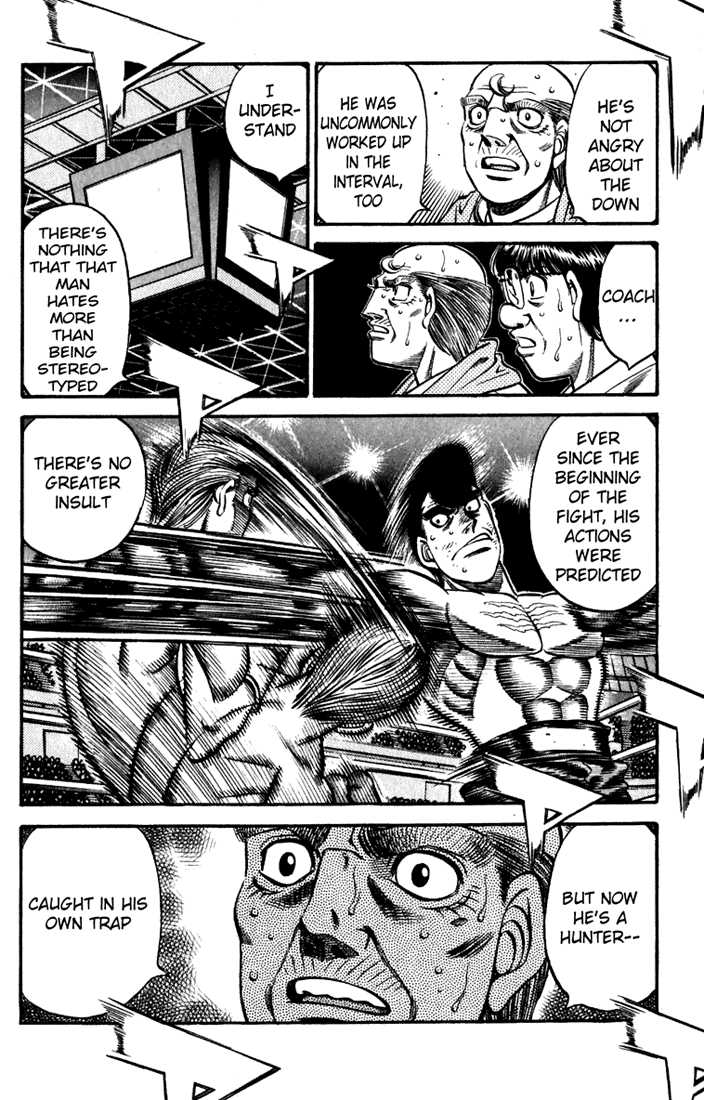 HE'S
NOT
ANGRY
ABOUT
THE
DOWN
HE WAS
UNCOMMONLY
WORKED UP
IN THE
INTERVAL,
TOO
I
UNDER-
STAND
THERE'S
NOTHING
THAT THAT
MAN
HATES
MORE
THAN
BEING
STEREO-
TYPED
COACH
...
EVER
SINCE THE
BEGINNING
OF THE
FIGHT, HIS
ACTIONS
WERE
PREDICTED
THERE'S NO
GREATER
INSULT
BUT NOW
HE'S A
HUNTER--
CAUGHT IN HIS
OWN TRAP